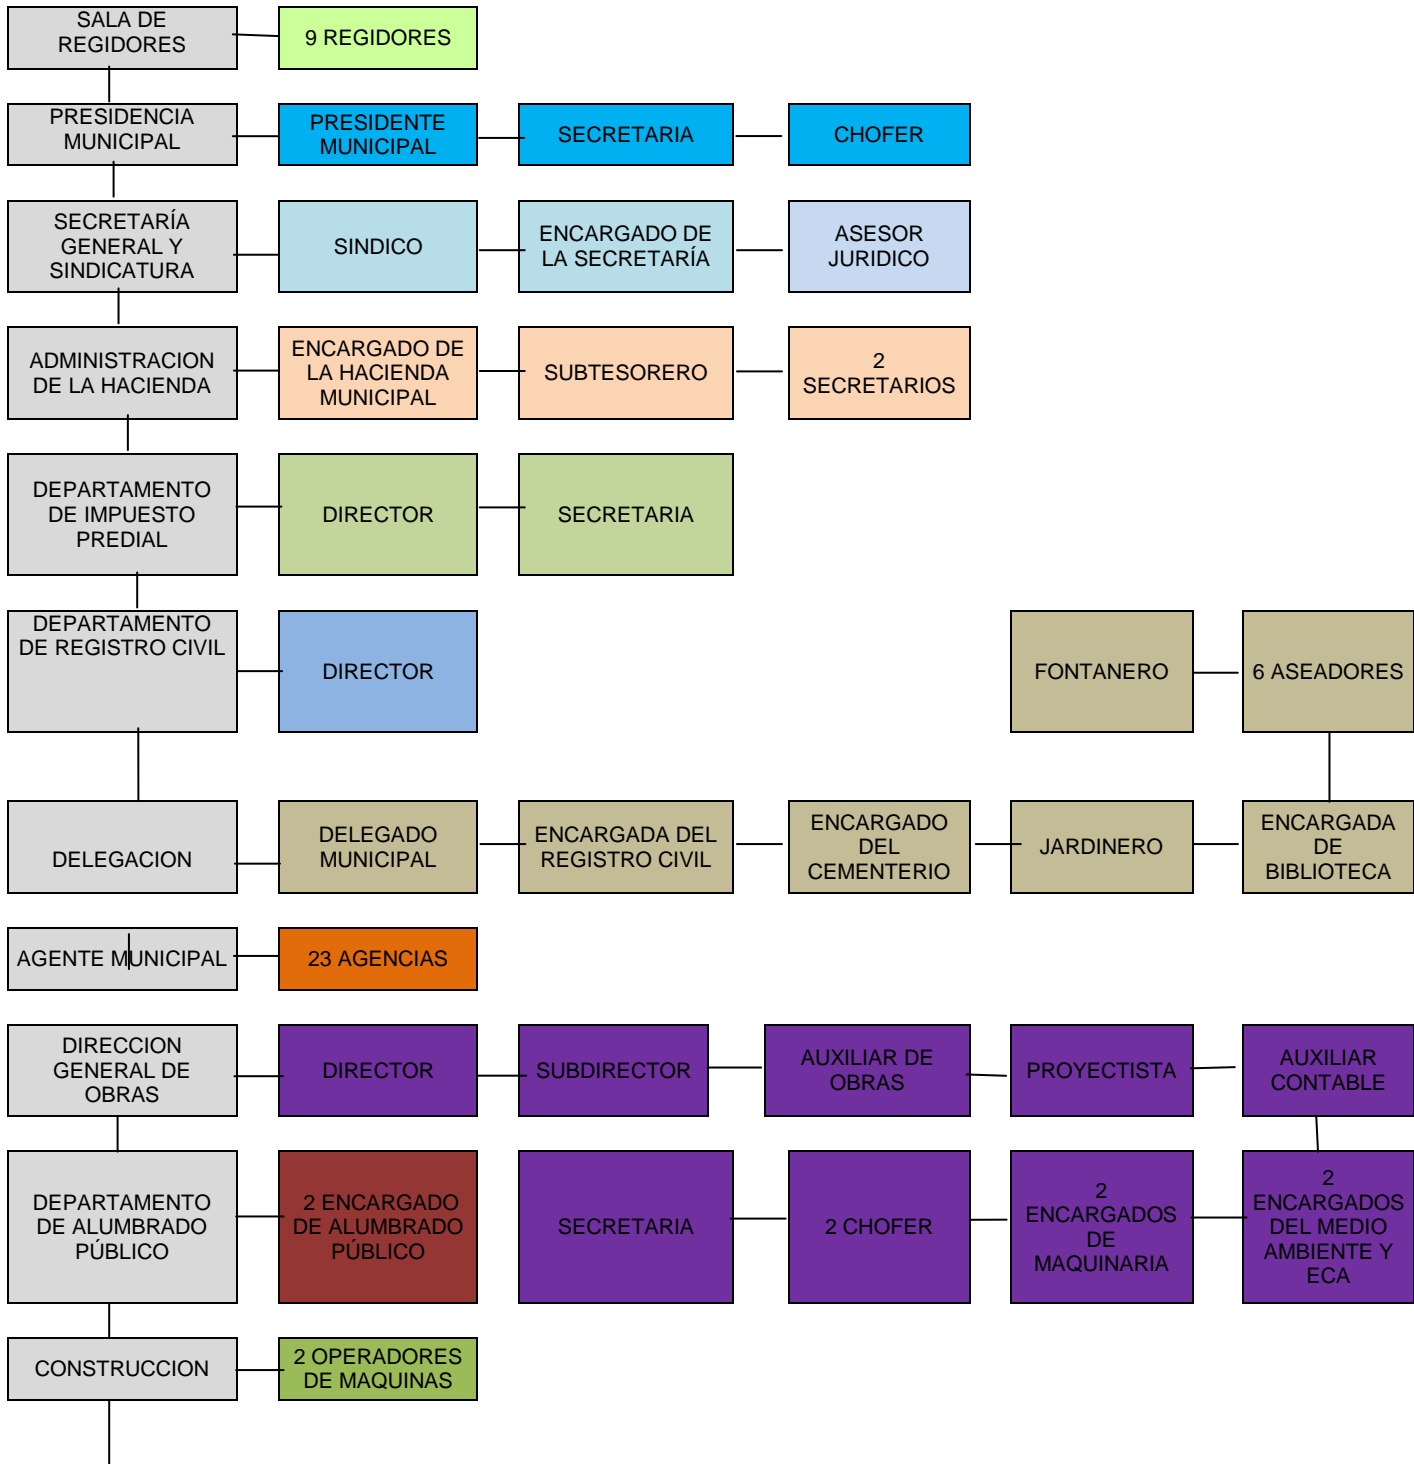 SALA DE
REGIDORES
9 REGIDORES
PRESIDENCIA
MUNICIPAL
PRESIDENTE
MUNICIPAL
SECRETARIA
CHOFER
SECRETARÍA
GENERAL Y
SINDICATURA
SINDICO
ENCARGADO DE
LA SECRETARÍA
ASESOR
JURIDICO
ADMINISTRACION
DE LA HACIENDA
ENCARGADO DE
LA HACIENDA
MUNICIPAL
SUBTESORERO
2
SECRETARIOS
DEPARTAMENTO
DE IMPUESTO
PREDIAL
DIRECTOR
SECRETARIA
DEPARTAMENTO
DE REGISTRO CIVIL
DIRECTOR
FONTANERO
6 ASEADORES
DELEGACION
DELEGADO
MUNICIPAL
ENCARGADA DEL
REGISTRO CIVIL
ENCARGADO
DEL
CEMENTERIO
JARDINERO
ENCARGADA
DE
BIBLIOTECA
AGENTE MUNICIPAL
23 AGENCIAS
DIRECCION
GENERAL DE
OBRAS
DIRECTOR
SUBDIRECTOR
AUXILIAR DE
OBRAS
PROYECTISTA
AUXILIAR
CONTABLE
DEPARTAMENTO
DE ALUMBRADO
PÚBLICO
2 ENCARGADO
DE ALUMBRADO
PÚBLICO
SECRETARIA
2 CHOFER
2
ENCARGADOS
DE
MAQUINARIA
2
ENCARGADOS
DEL MEDIO
AMBIENTE Y
ECA
CONSTRUCCION
2 OPERADORES
DE MAQUINAS